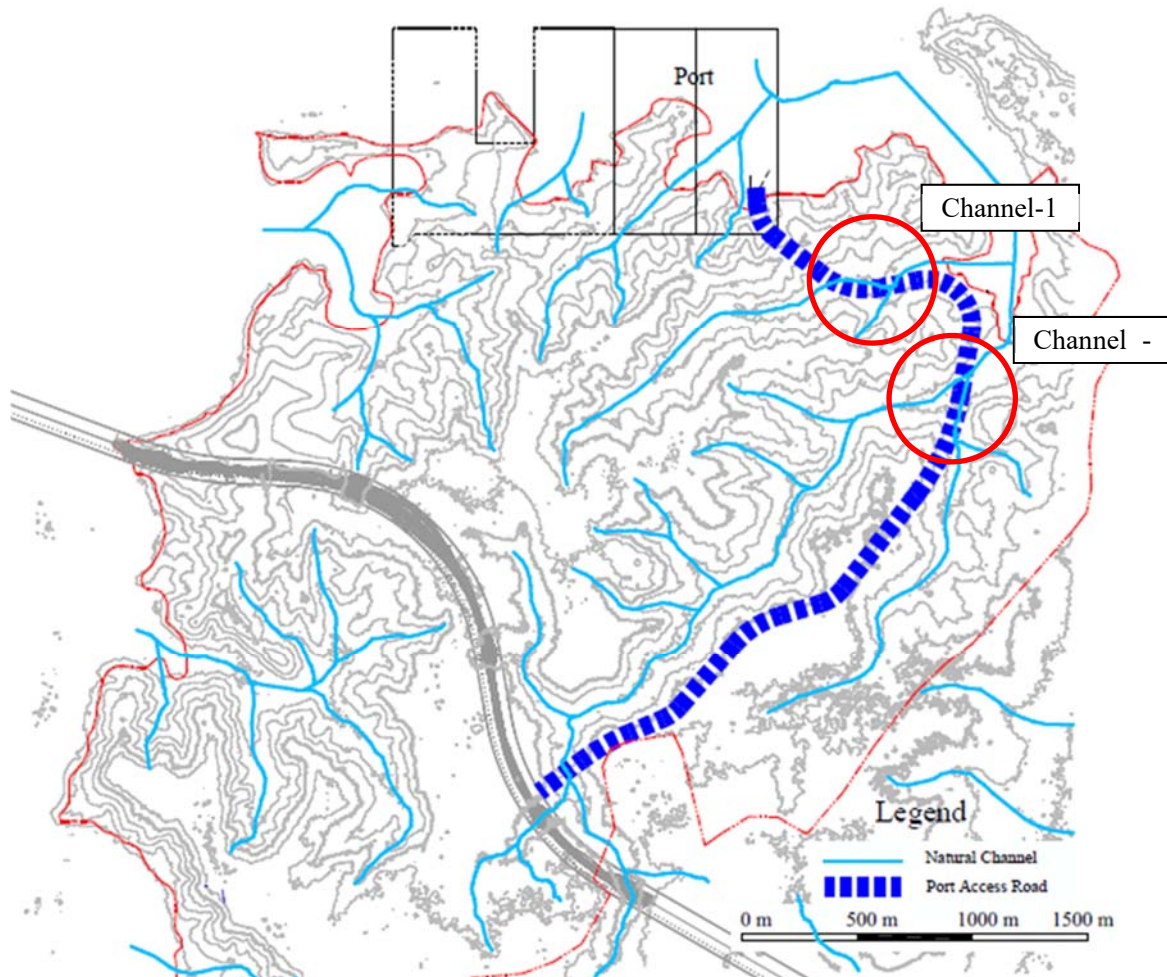 Port
Channel-1
Channel -
Legend
Natural Channel
Port Access Road
0 m 500 m 1000 m 1500 m